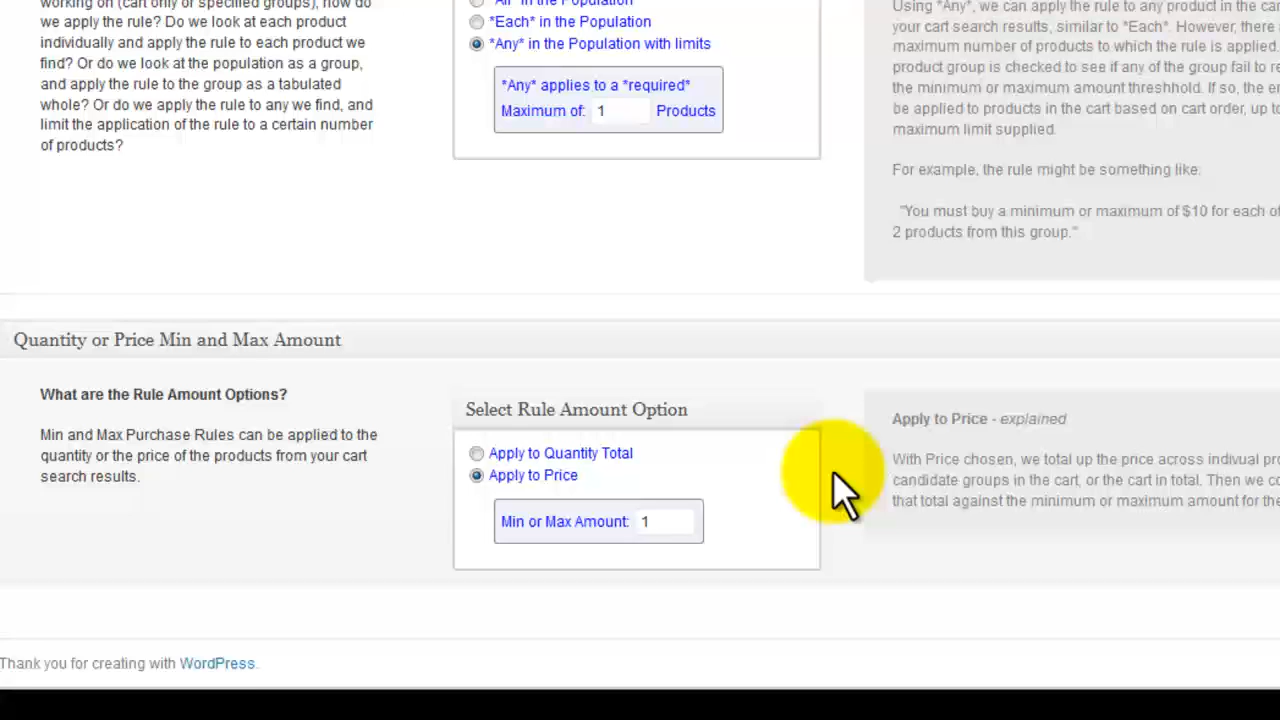 working on (cart only or specified groups), how do
we apply the rule? Do we look at each product
individually and apply the rule to each product we
find? Or do we look at the population as a group,
and apply the rule to the group as a tabulated
whole? Or do we apply the rule to any we find, and
limit the application of the rule to a certain number
of products?
*All* in the Population
*Each* in the Population
*Any* in the Population with limits
*Any* applies to a *required*
Maximum of: 1 Products
Using *Any*, we can apply the rule to any product in the
your cart search results, similar to *Each*. However, there
maximum number of products to which the rule is applied.
product group is checked to see if any of the group fail to
the minimum or maximum amount threshhold. If so, the
be applied to products in the cart based on cart order, up
maximum limit supplied.
For example, the rule might be something like:
"You must buy a minimum or maximum of $10 for each of
2 products from this group."
Quantity or Price Min and Max Amount
What are the Rule Amount Options?
Min and Max Purchase Rules can be applied to the
quantity or the price of the products from your cart
search results.
Select Rule Amount Option
Apply to Quantity Total
Apply to Price
Min or Max Amount: 1
Apply to Price - explained
With Price chosen, we total up the price across indivual
candidate groups in the cart, or the cart in total. Then we
that total against the minimum or maximum amount for the
Thank you for creating with WordPress.